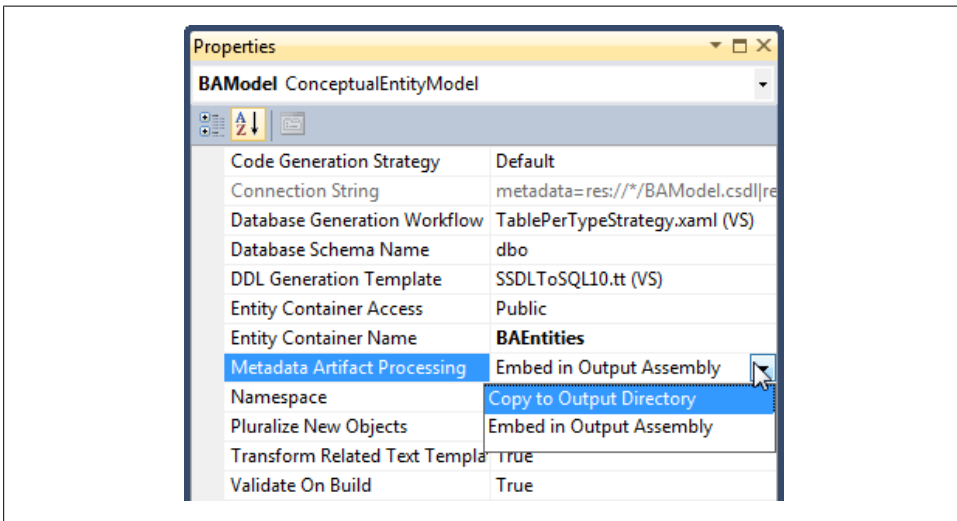 Properties
BAModel ConceptualEntityModel
Code Generation Strategy Default
Connection String metadata=res://*/BAModel.csdl|re
Database Generation Workflow TablePerTypeStrategy.xaml (VS)
Database Schema Name dbo
DDL Generation Template SSDLToSQL10.tt (VS)
Entity Container Access Public
Entity Container Name BAEntities
Metadata Artifact Processing Embed in Output Assembly
Namespace Copy to Output Directory
Pluralize New Objects Embed in Output Assembly
Transform Related Text Templa True
Validate On Build True